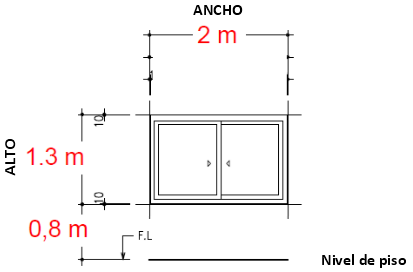 ANCHO
2 m
10
ALTO
1.3 m
10
0,8 m
F.L
Nivel de piso